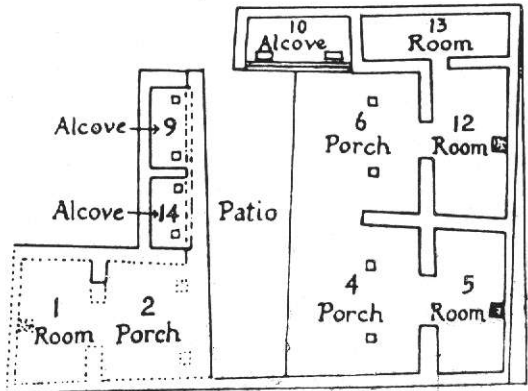 10
Alcove
13
Room
Alcove → 9
6
Porch
12
Room
Alcove → 14
Patio
1
Room
2
Porch
4
Porch
5
Room